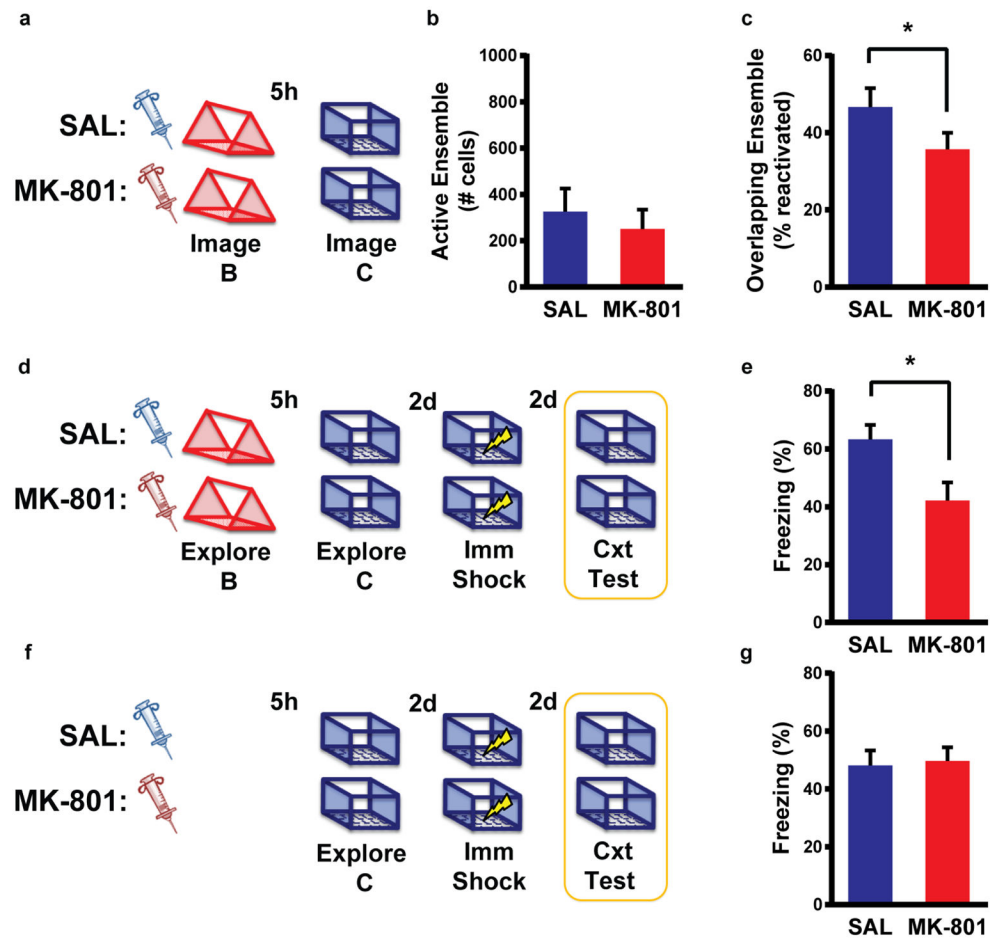 a
SAL:
MK-801:
5h
Image
B
Image
C
b
Active Ensemble
(# cells)
1000
800
600
400
200
0
SAL MK-801
c
Overlapping Ensemble
(% reactivated)
60
40
20
0
*
SAL MK-801
d
SAL:
MK-801:
5h
2d
2d
Explore
B
Explore
C
Imm
Shock
Cxt
Test
e
Freezing (%)
80
60
40
20
0
*
SAL MK-801
f
SAL:
MK-801:
5h
2d
2d
Explore
C
Imm
Shock
Cxt
Test
g
Freezing (%)
80
60
40
20
0
SAL MK-801